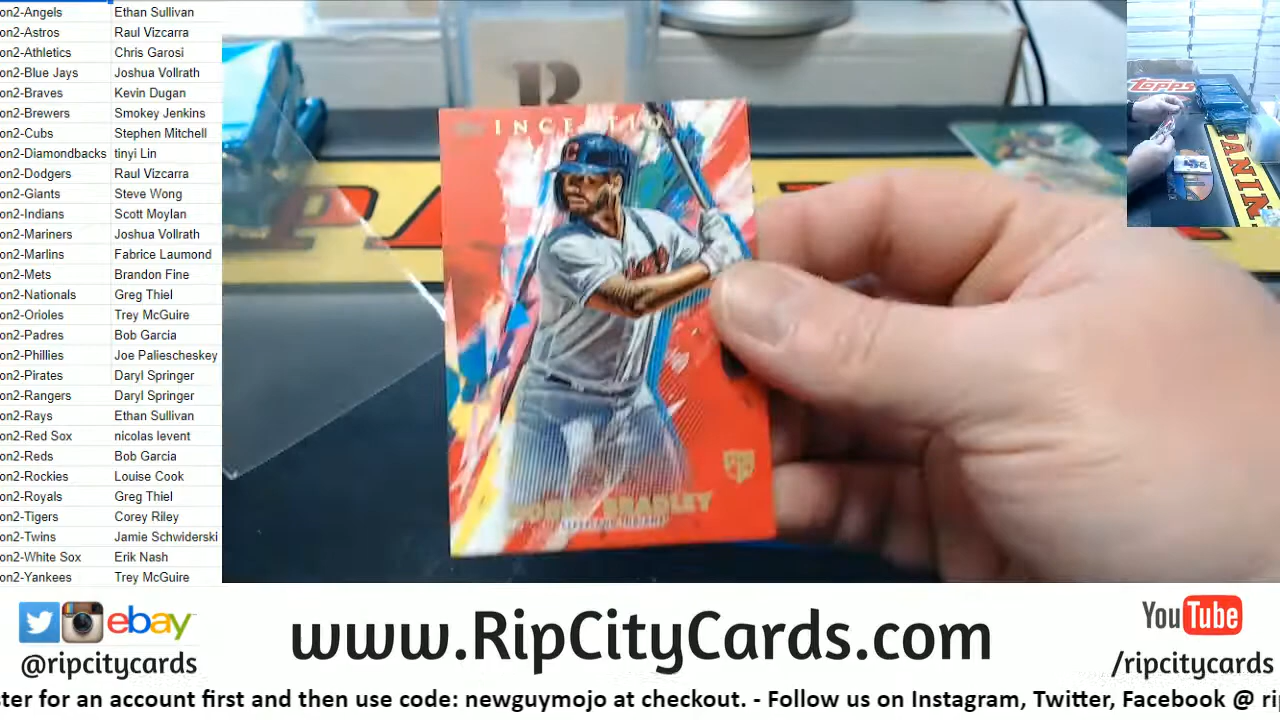 on2-Angels Ethan Sullivan
on2-Astros Raul Vizcarra
on2-Athletics Chris Garosi
on2-Blue Jays Joshua Vollrath
on2-Braves Kevin Dugan
on2-Brewers Smokey Jenkins
on2-Cubs Stephen Mitchell
on2-Diamondbacks tinyi Lin
on2-Dodgers Raul Vizcarra
on2-Giants Steve Wong
on2-Indians Scott Moylan
on2-Mariners Joshua Vollrath
on2-Marlins Fabrice Laumond
on2-Mets Brandon Fine
on2-Nationals Greg Thiel
on2-Orioles Trey McGuire
on2-Padres Bob Garcia
on2-Phillies Joe Paliescheskey
on2-Pirates Daryl Springer
on2-Rangers Daryl Springer
on2-Rays Ethan Sullivan
on2-Red Sox nicolas levent
on2-Reds Bob Garcia
on2-Rockies Louise Cook
on2-Royals Greg Thiel
on2-Tigers Corey Riley
on2-Twins Jamie Schwiderski
on2-White Sox Erik Nash
on2-Yankees Trey McGuire
INCEPTION
C
BRADLEY
TOPPS
PANINI
ebay
@ripcitycards
www.RipCityCards.com
YouTube
/ripcitycards
ster for an account first and then use code: newguymojo at checkout. - Follow us on Instagram, Twitter, Facebook @ rip